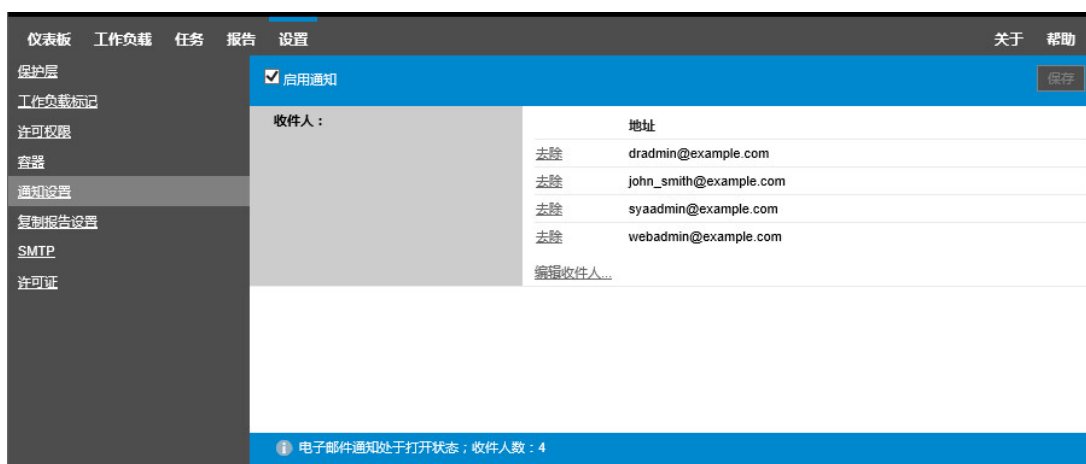 仪表板 工作负载 任务 报告 设置 关于 帮助
保护层
工作负载标记
许可权限
容器
通知设置
复制报告设置
SMTP
许可证
启用通知 保存
收件人：
地址
去除 dradmin@example.com
去除 john_smith@example.com
去除 syaadmin@example.com
去除 webadmin@example.com
编辑收件人...
电子邮件通知处于打开状态；收件人数：4